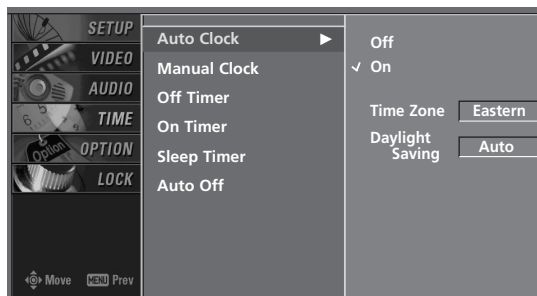 SETUP
VIDEO
AUDIO
TIME
OPTION
LOCK
Move MENU Prev
Auto Clock
Manual Clock
Off Timer
On Timer
Sleep Timer
Auto Off
Off
On
Time Zone Eastern
Daylight
Saving Auto